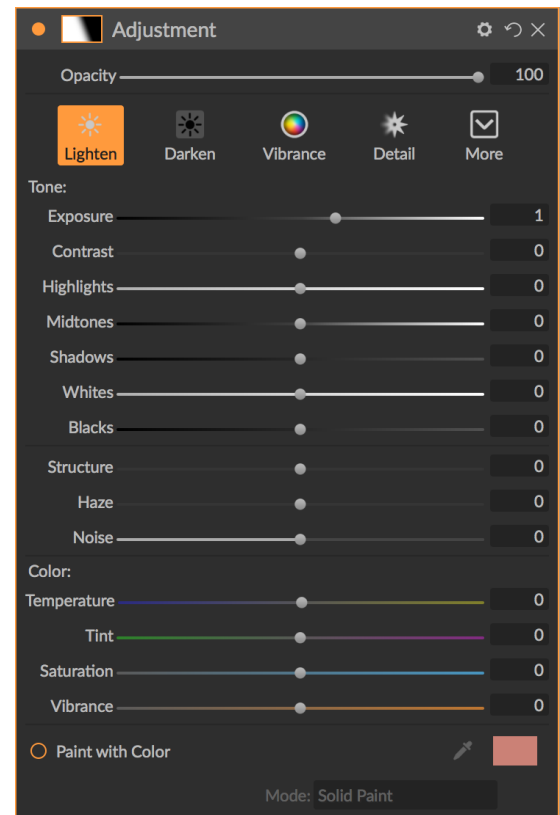 Adjustment
Opacity 100
Lighten Darken Vibrance Detail More
Tone:
Exposure 1
Contrast 0
Highlights 0
Midtones 0
Shadows 0
Whites 0
Blacks 0
Structure 0
Haze 0
Noise 0
Color:
Temperature 0
Tint 0
Saturation 0
Vibrance 0
Paint with Color
Mode: Solid Paint